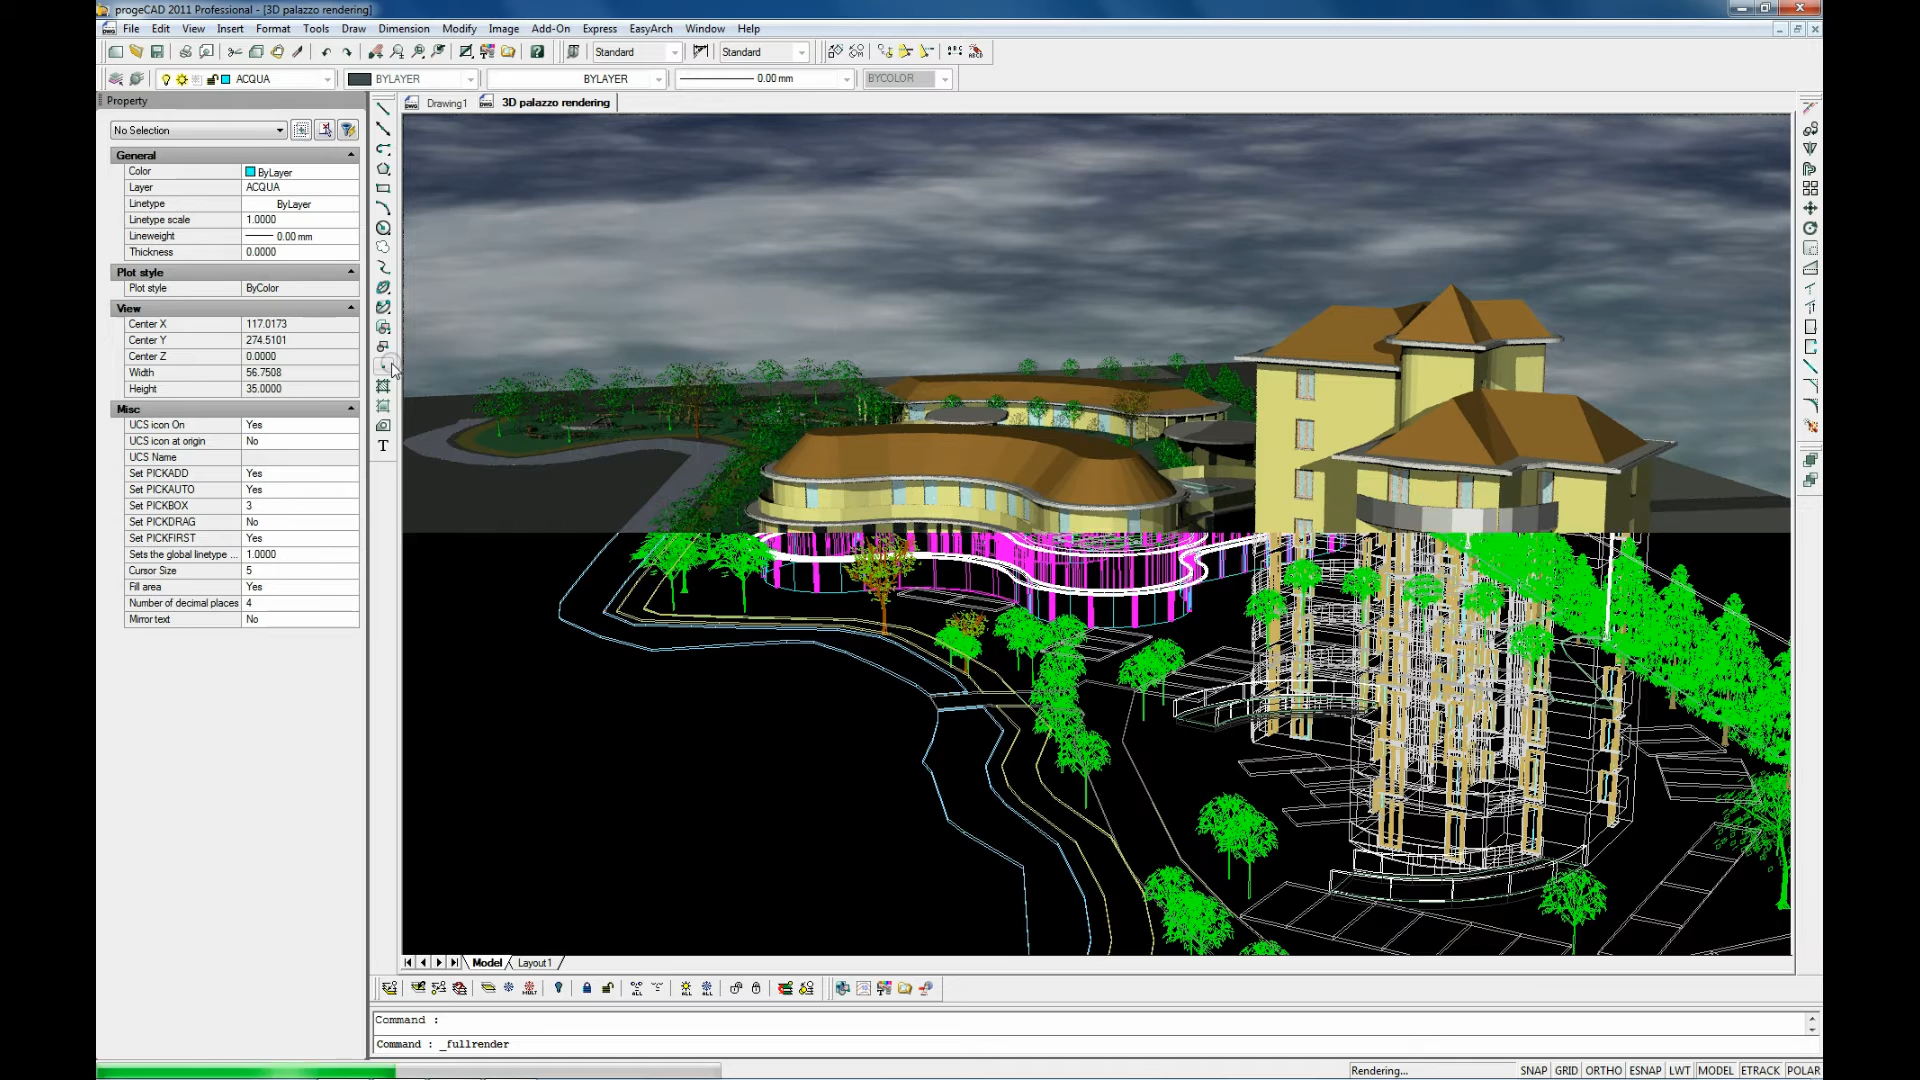 progeCAD 2011 Professional - [3D palazzo rendering]
File Edit View Insert Format Tools Draw Dimension Modify Image Add-On Express EasyArch Window Help
Standard Standard
ACQUA BYLAYER BYLAYER 0.00 mm BYCOLOR
Property
Drawing1 3D palazzo rendering
No Selection
General
Color ByLayer
Layer ACQUA
Linetype ByLayer
Linetype scale 1.0000
Lineweight 0.00 mm
Thickness 0.0000
Plot style
Plot style ByColor
View
Center X 117.0173
Center Y 274.5101
Center Z 0.0000
Width 56.7508
Height 35.0000
Misc
UCS icon On Yes
UCS icon at origin No
UCS Name
Set PICKADD Yes
Set PICKAUTO Yes
Set PICKBOX 3
Set PICKDRAG No
Set PICKFIRST Yes
Sets the global linetype ... 1.0000
Cursor Size 5
Fill area Yes
Number of decimal places 4
Mirror text No
T
Model Layout1
Command :
Command : _fullrender
Rendering... SNAP GRID ORTHO ESNAP LWT MODEL ETRACK POLAR